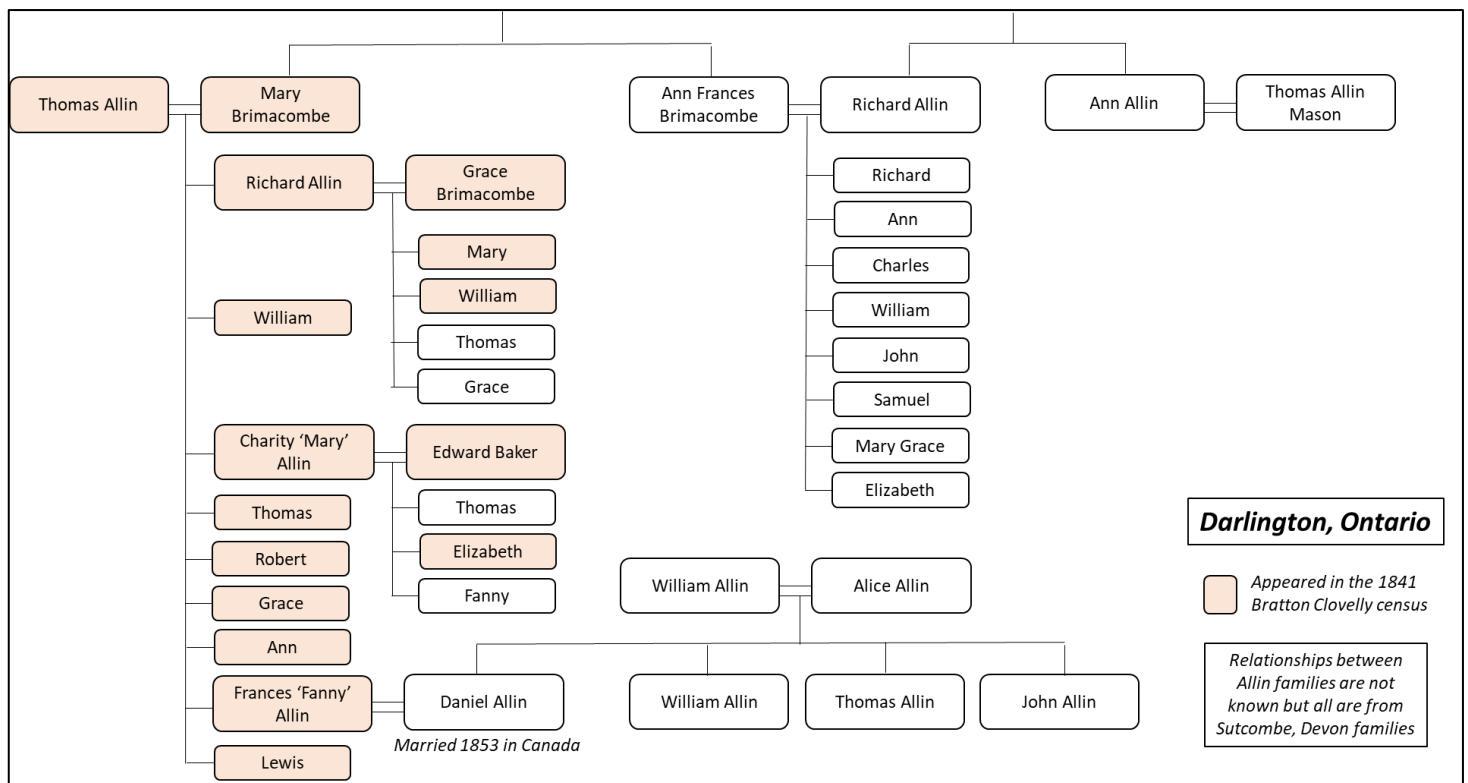 Thomas Allin
Mary
Brimacombe
Ann Frances
Brimacombe
Richard Allin
Ann Allin
Thomas Allin
Mason
Richard Allin
Grace
Brimacombe
Mary
William
Thomas
Grace
William
Charity ‘Mary’
Allin
Edward Baker
Thomas
Elizabeth
Fanny
Thomas
Robert
Grace
Ann
Frances ‘Fanny’
Allin
Daniel Allin
Married 1853 in Canada
Lewis
Richard
Ann
Charles
William
John
Samuel
Mary Grace
Elizabeth
William Allin
Alice Allin
William Allin
Thomas Allin
John Allin
Darlington, Ontario
Appeared in the 1841
Bratton Clovelly census
Relationships between
Allin families are not
known but all are from
Sutcombe, Devon families